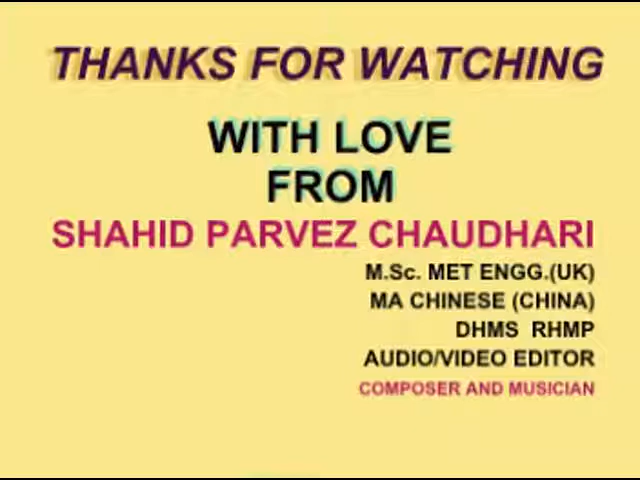 THANKS FOR WATCHING
WITH LOVE
FROM
SHAHID PARVEZ CHAUDHARI
M.Sc. MET ENGG.(UK)
MA CHINESE (CHINA)
DHMS RHMP
AUDIO/VIDEO EDITOR
COMPOSER AND MUSICIAN